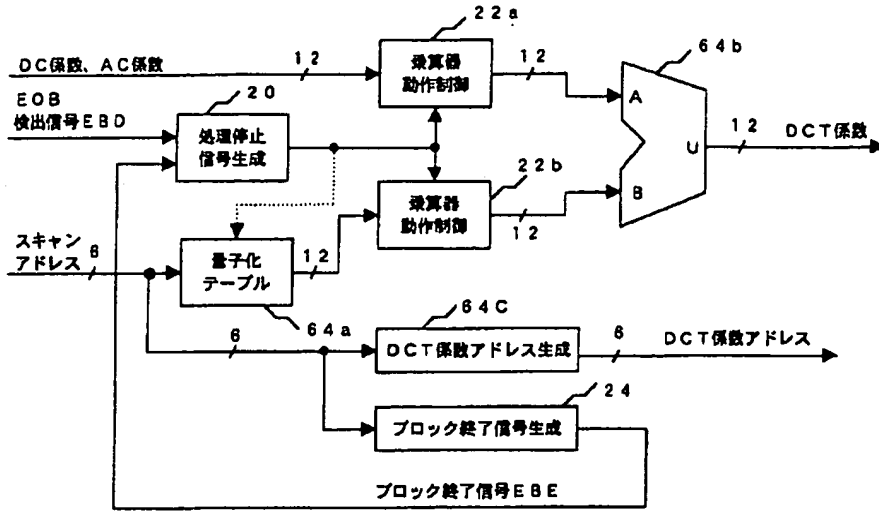 22a
64b
DC係数、AC係数
12
乗算器
動作制御
12
EOB
検出信号EBD
20
処理停止
信号生成
A
U
B
12
DCT係数
22b
乗算器
動作制御
12
スキャン
アドレス
6
量子化
テーブル
12
64a
6
64C
DCT係数アドレス生成
6
DCT係数アドレス
24
ブロック終了信号生成
ブロック終了信号EBE